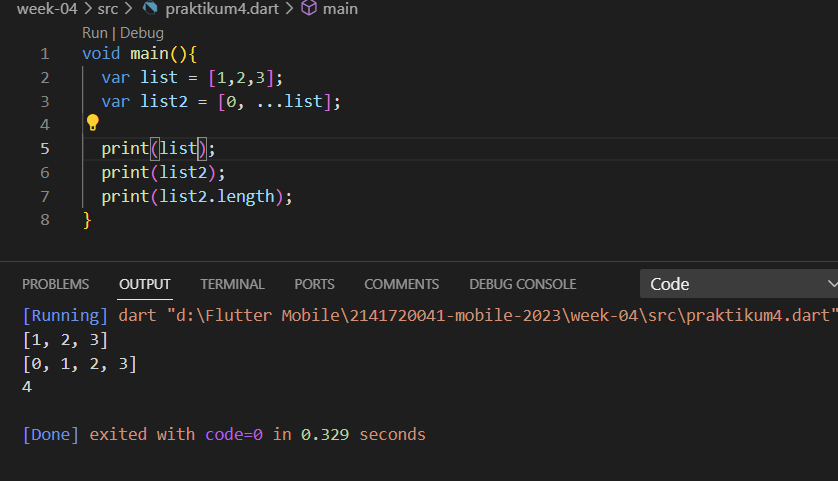 week-04 > src > praktikum4.dart > main
Run | Debug
1 void main(){
2 var list = [1,2,3];
3 var list2 = [0, ...list];
4
5 print(list);
6 print(list2);
7 print(list2.length);
8 }
PROBLEMS OUTPUT TERMINAL PORTS COMMENTS DEBUG CONSOLE Code
[Running] dart "d:\Flutter Mobile\2141720041-mobile-2023\week-04\src\praktikum4.dart"
[1, 2, 3]
[0, 1, 2, 3]
4
[Done] exited with code=0 in 0.329 seconds